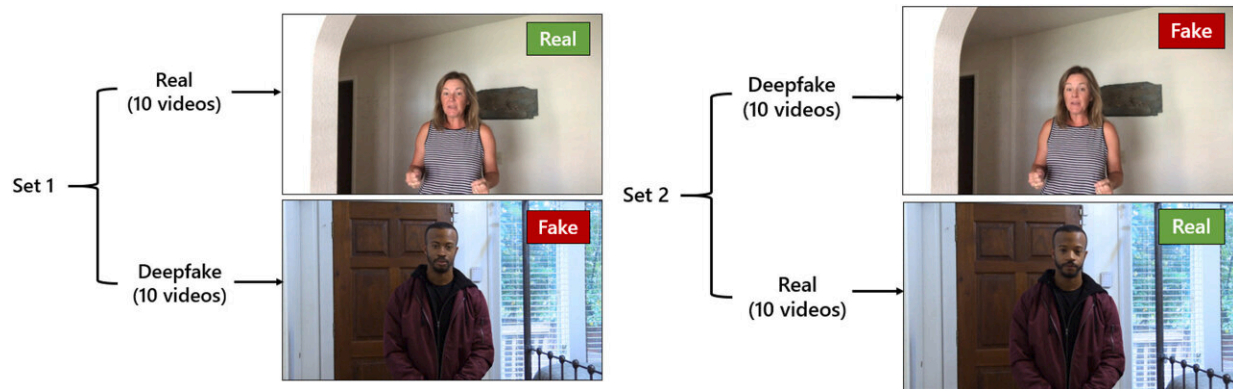 Set 1
Real
(10 videos)
Real
Deepfake
(10 videos)
Fake
Set 2
Deepfake
(10 videos)
Fake
Real
(10 videos)
Real